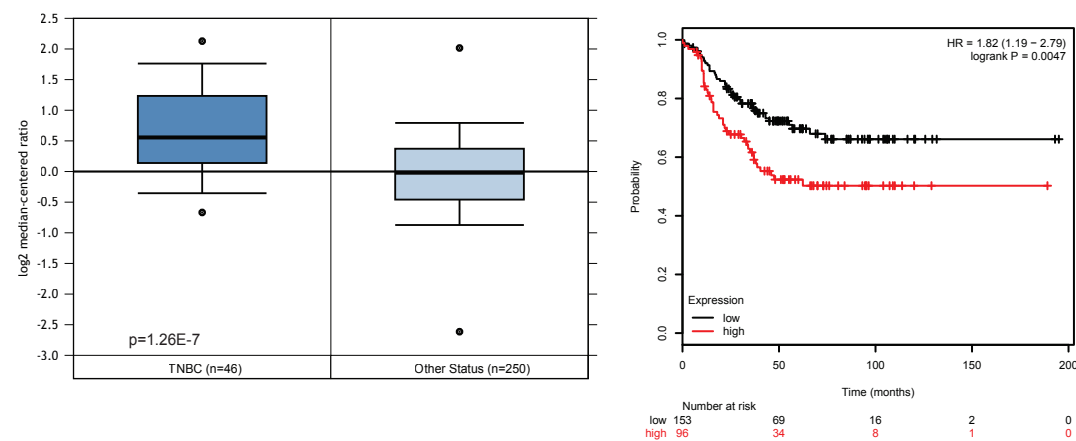 2.5
2.0
1.5
1.0
0.5
0.0
-0.5
-1.0
-1.5
-2.0
-2.5
-3.0
log2 median-centered ratio
p=1.26E-7
TNBC (n=46)
Other Status (n=250)
HR = 1.82 (1.19 − 2.79)
logrank P = 0.0047
1.0
0.8
0.6
0.4
0.2
0.0
Probability
Expression
low
high
0 50 100 150 200
Time (months)
Number at risk
low 153 69 16 2 0
high 96 34 8 1 0